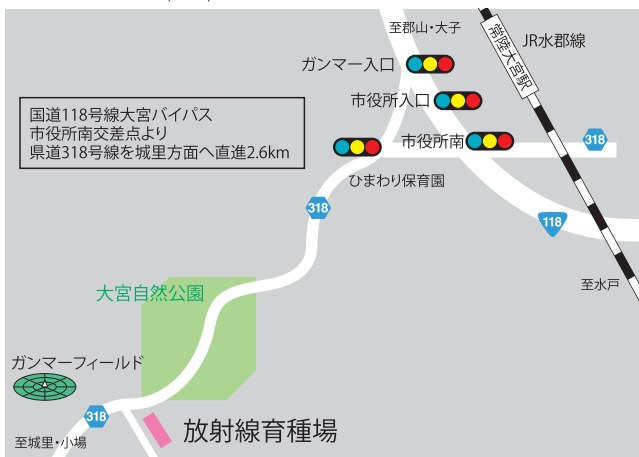 至郡山・大子
JR水郡線
常陸大宮駅
ガンマー入口
市役所入口
国道118号線大宮バイパス
市役所南交差点より
県道318号線を城里方面へ直進2.6km
市役所南
318
ひまわり保育園
318
118
至水戸
大宮自然公園
ガンマーフィールド
318
放射線育種場
至城里・小場